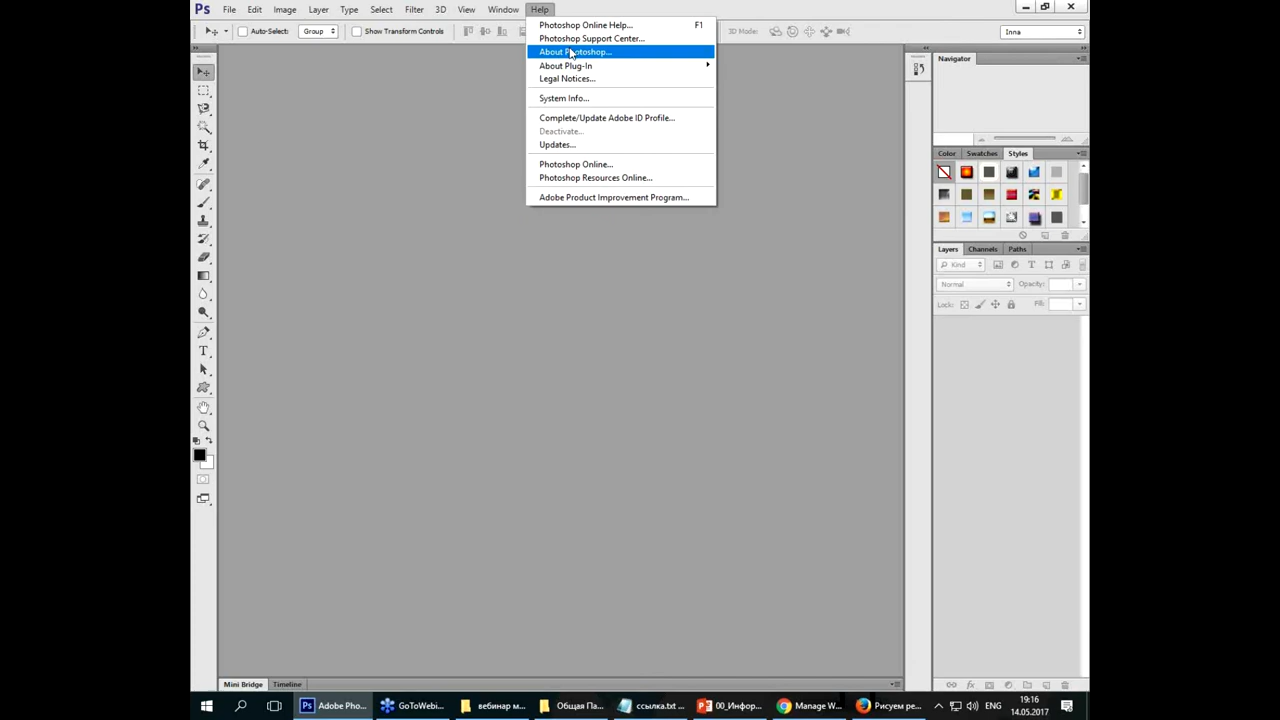 Ps File Edit Image Layer Type Select Filter 3D View Window Help
Auto-Select: Group Show Transform Controls 3D Mode: Inna
Photoshop Online Help... F1
Photoshop Support Center...
About Photoshop...
About Plug-In
Legal Notices...
System Info...
Complete/Update Adobe ID Profile...
Deactivate...
Updates...
Photoshop Online...
Photoshop Resources Online...
Adobe Product Improvement Program...
Navigator
Color Swatches Styles
Layers Channels Paths
Kind
Normal Opacity:
Lock: Fill:
Mini Bridge Timeline
Adobe Pho... GoToWebi... вебинар м... Общая Па... ссылка.txt ... 00_Инфор... Manage W... Рисуем ре... ENG 19:16
14.05.2017